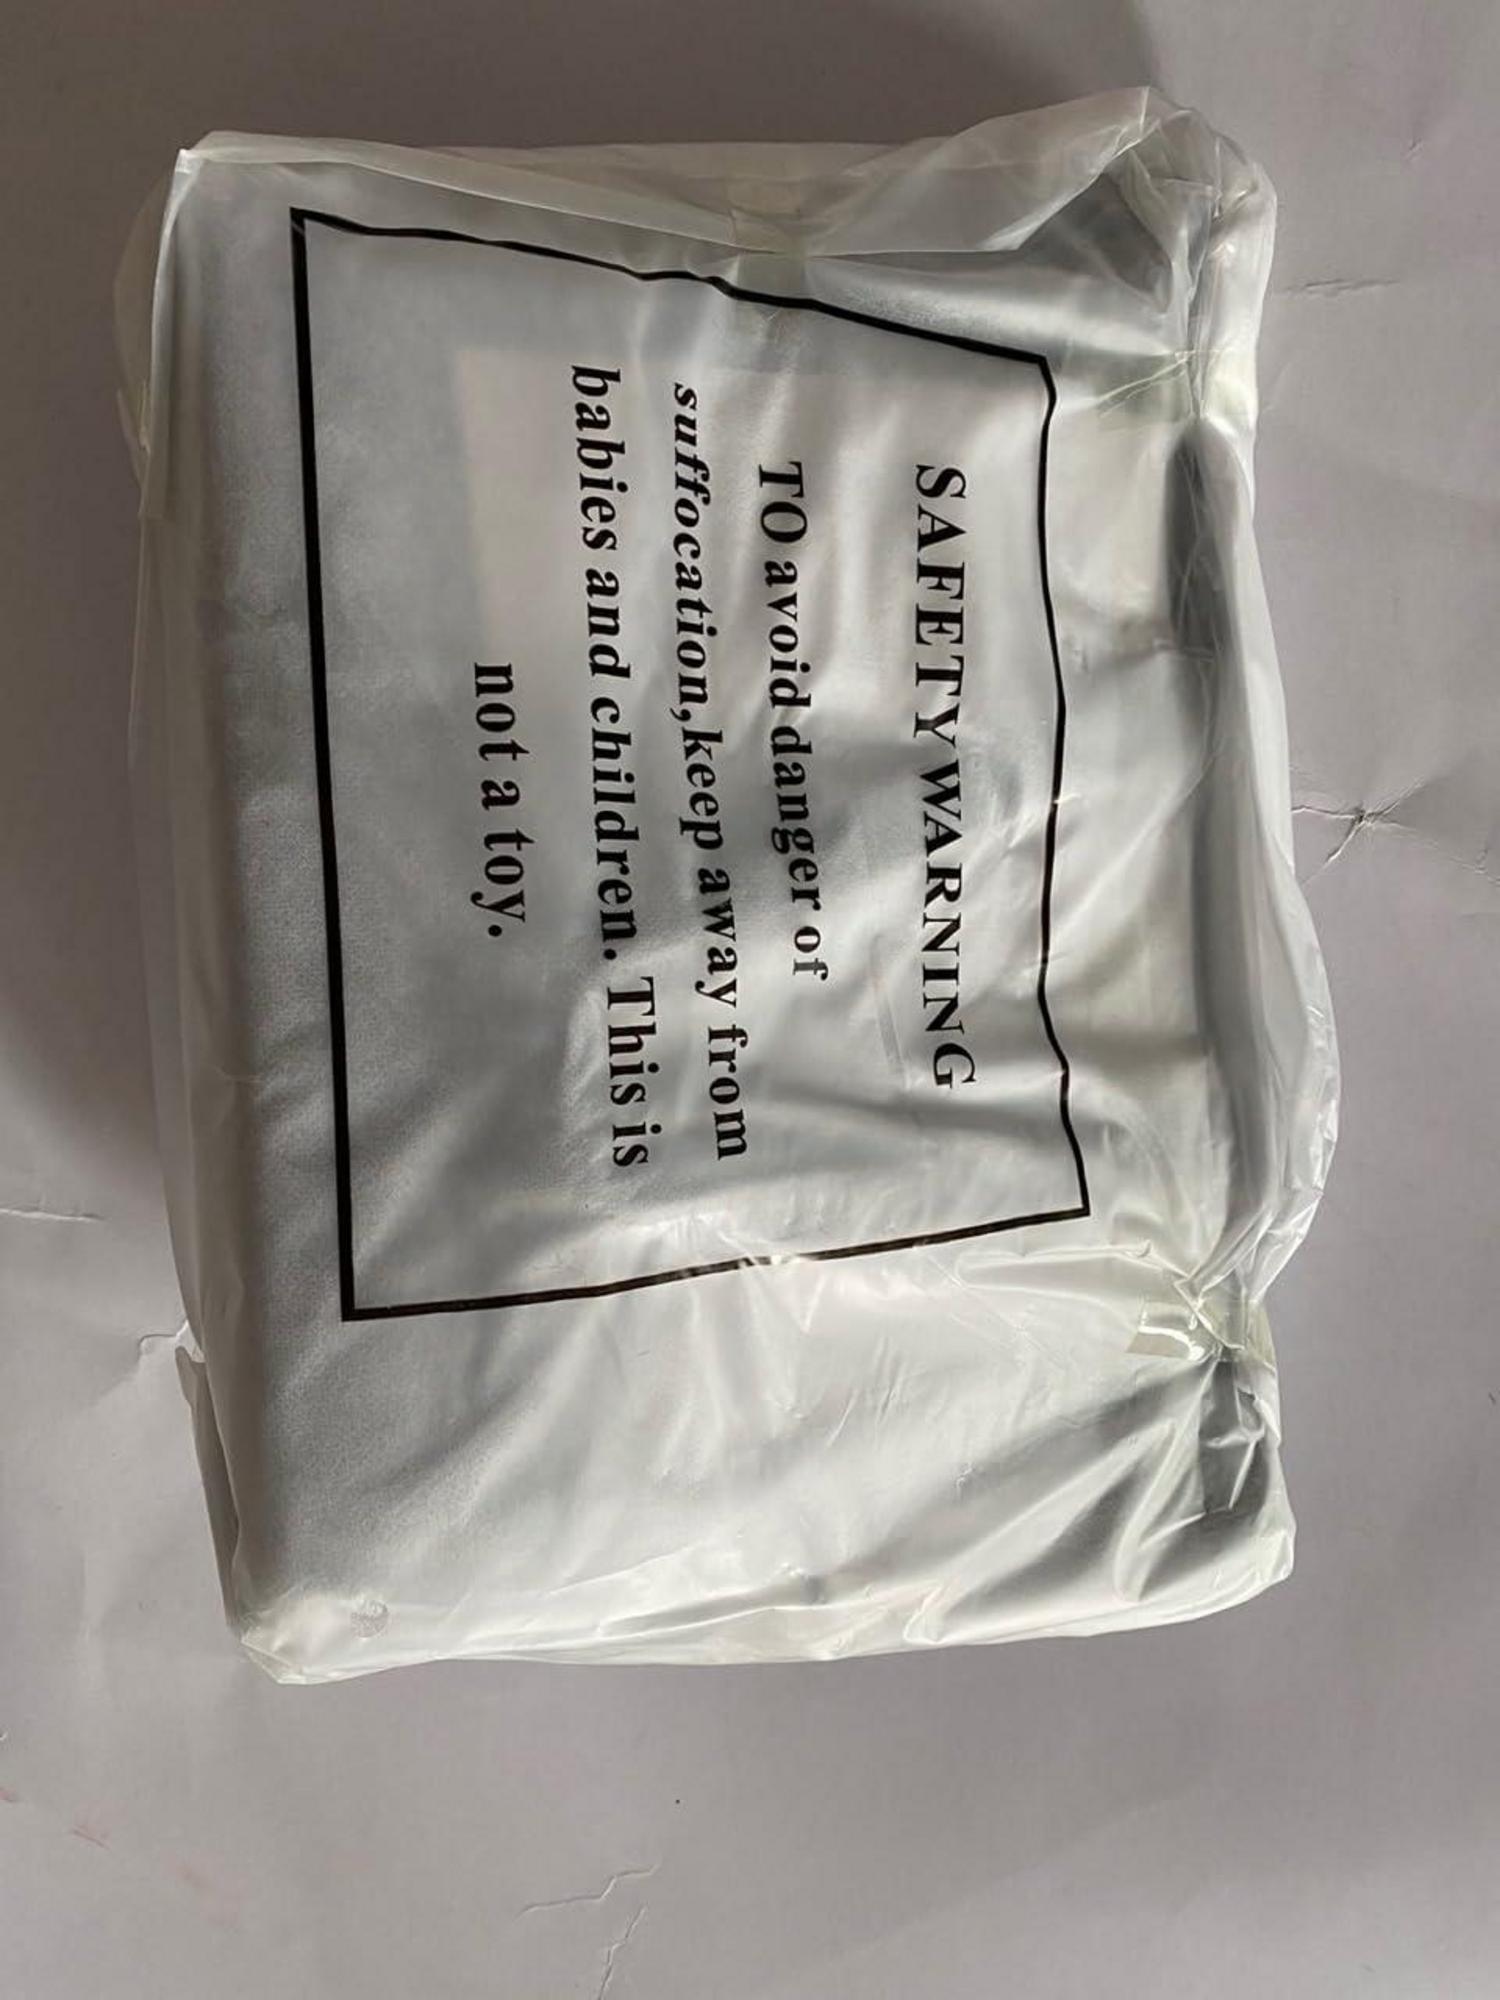 SAFETY WARNING
TO avoid danger of
suffocation,keep away from
babies and children. This is
not a toy.